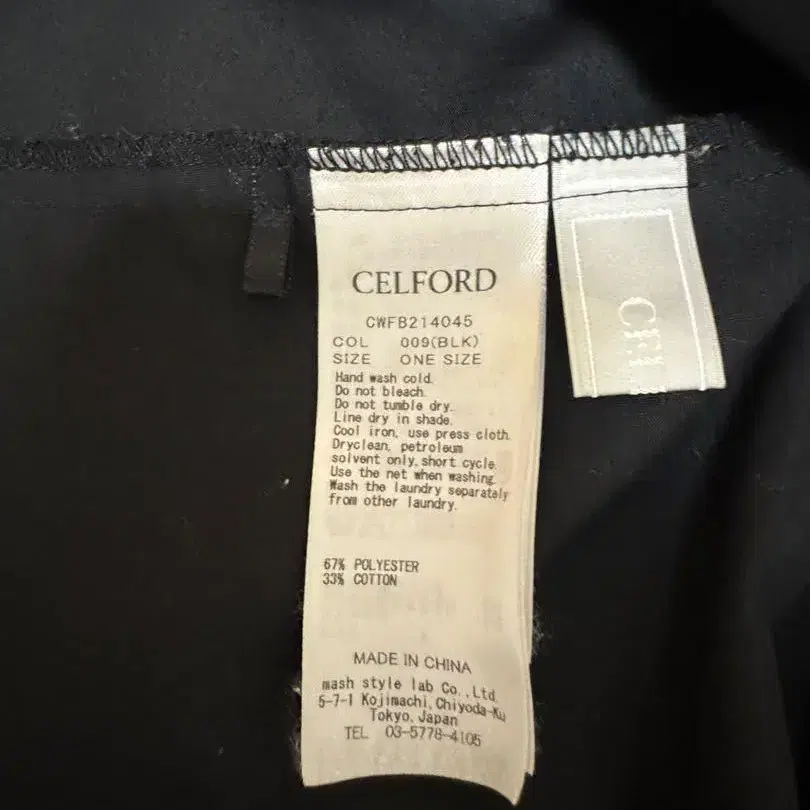 CELFORD
CWFB214045
COL 009(BLK)
SIZE ONE SIZE
Hand wash cold.
Do not bleach.
Do not tumble dry.
Line dry in shade.
Cool iron, use press cloth.
Dryclean, petroleum
solvent only, short cycle.
Use the net when washing.
Wash the laundry separately
from other laundry.
67% POLYESTER
33% COTTON
MADE IN CHINA
mash style lab Co.,Ltd.
5-7-1 Kojimachi,Chiyoda-Ku
Tokyo,Japan
TEL 03-5778-4105
CEL